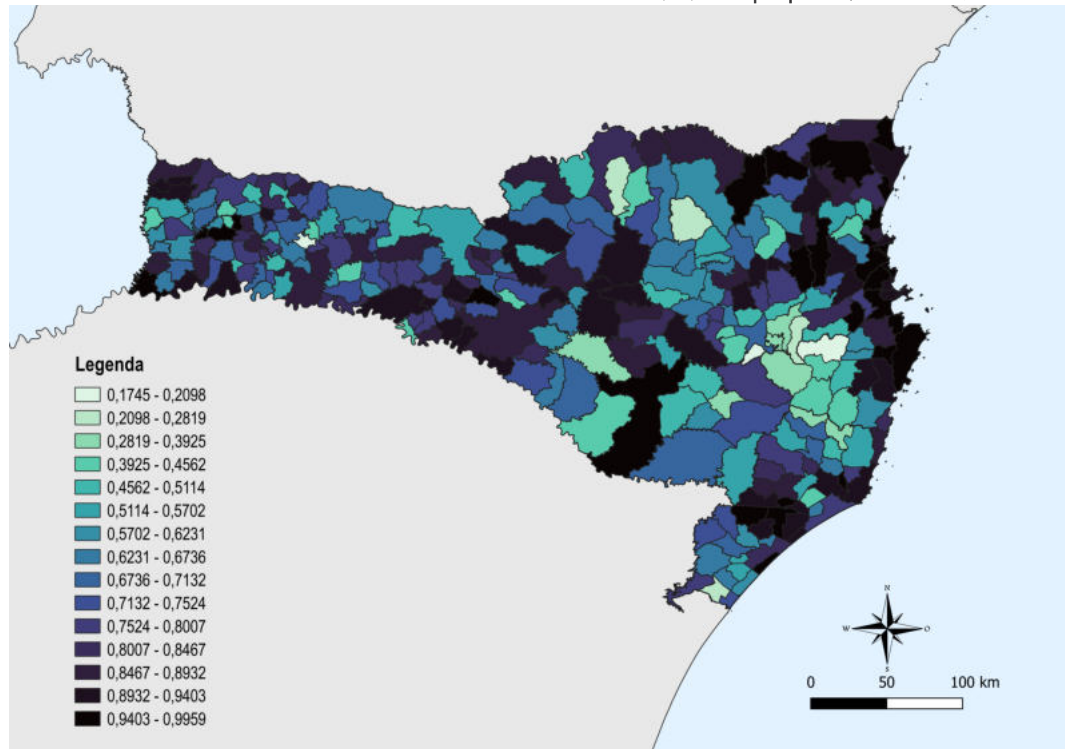 Legenda
0,1745 - 0,2098
0,2098 - 0,2819
0,2819 - 0,3925
0,3925 - 0,4562
0,4562 - 0,5114
0,5114 - 0,5702
0,5702 - 0,6231
0,6231 - 0,6736
0,6736 - 0,7132
0,7132 - 0,7524
0,7524 - 0,8007
0,8007 - 0,8467
0,8467 - 0,8932
0,8932 - 0,9403
0,9403 - 0,9959
N
W O
S
0 50 100 km